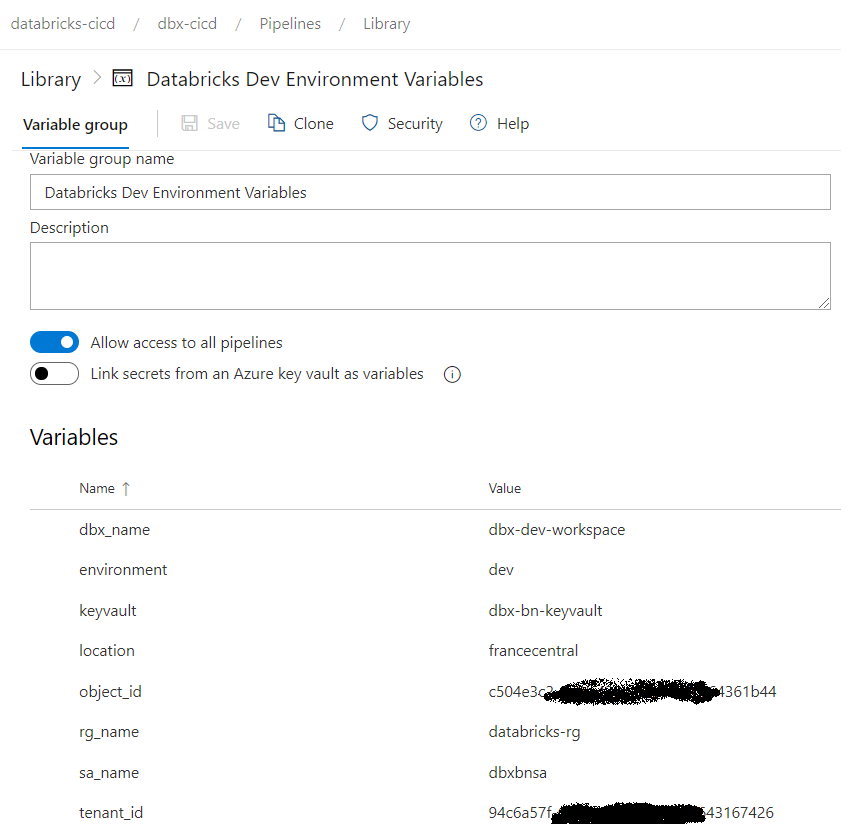 databricks-cicd / dbx-cicd / Pipelines / Library
Library > Databricks Dev Environment Variables
Variable group Save Clone Security Help
Variable group name
Databricks Dev Environment Variables
Description
Allow access to all pipelines
Link secrets from an Azure key vault as variables
Variables
Name ↑ Value
dbx_name dbx-dev-workspace
environment dev
keyvault dbx-bn-keyvault
location francecentral
object_id c504e3c 4361b44
rg_name databricks-rg
sa_name dbxbnsa
tenant_id 94c6a57f 43167426